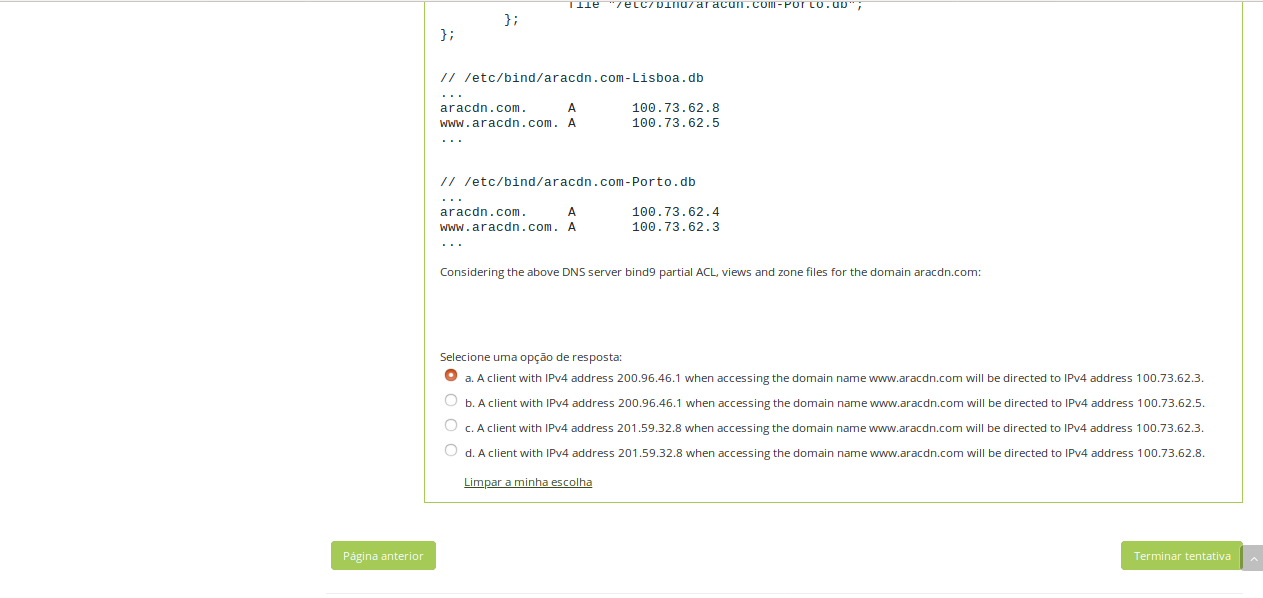 file "/etc/bind/aracdn.com-Porto.db";
};
};
// /etc/bind/aracdn.com-Lisboa.db
...
aracdn.com. A 100.73.62.8
www.aracdn.com. A 100.73.62.5
...
// /etc/bind/aracdn.com-Porto.db
...
aracdn.com. A 100.73.62.4
www.aracdn.com. A 100.73.62.3
...
Considering the above DNS server bind9 partial ACL, views and zone files for the domain aracdn.com:
Selecione uma opção de resposta:
a. A client with IPv4 address 200.96.46.1 when accessing the domain name www.aracdn.com will be directed to IPv4 address 100.73.62.3.
b. A client with IPv4 address 200.96.46.1 when accessing the domain name www.aracdn.com will be directed to IPv4 address 100.73.62.5.
c. A client with IPv4 address 201.59.32.8 when accessing the domain name www.aracdn.com will be directed to IPv4 address 100.73.62.3.
d. A client with IPv4 address 201.59.32.8 when accessing the domain name www.aracdn.com will be directed to IPv4 address 100.73.62.8.
Limpar a minha escolha
Página anterior
Terminar tentativa